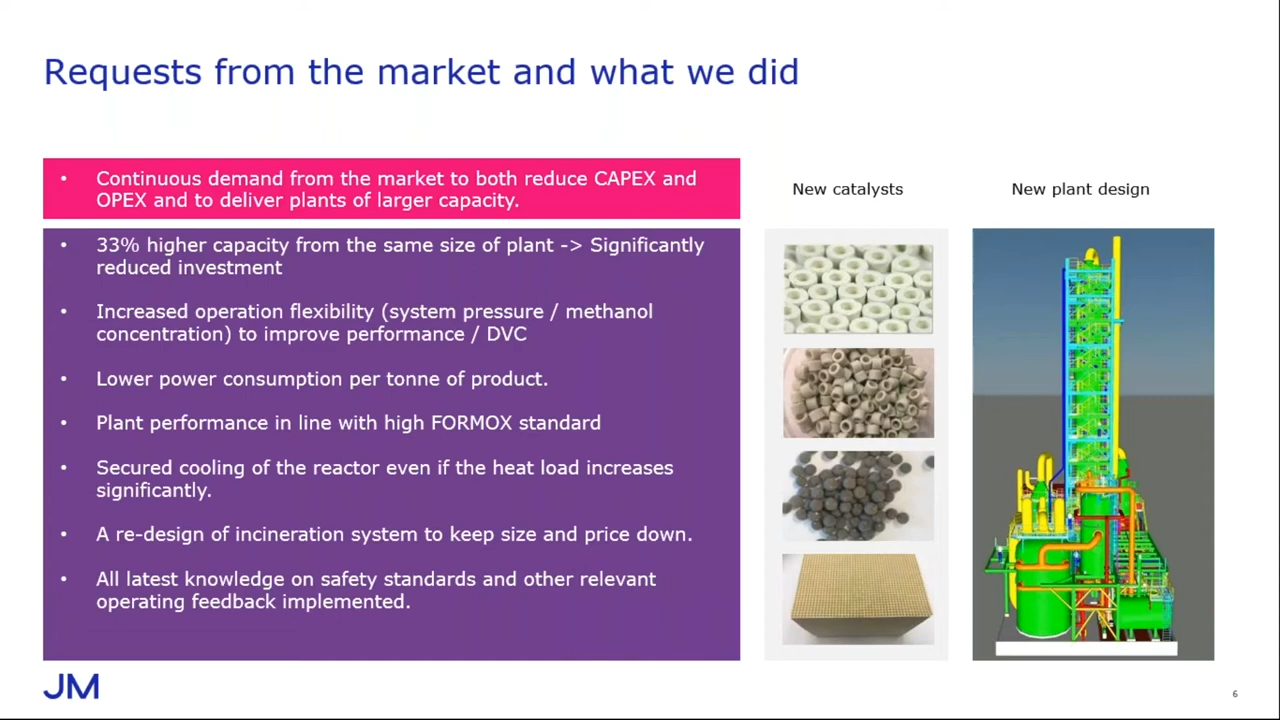 Requests from the market and what we did
• Continuous demand from the market to both reduce CAPEX and
OPEX and to deliver plants of larger capacity.
• 33% higher capacity from the same size of plant -> Significantly
reduced investment
• Increased operation flexibility (system pressure / methanol
concentration) to improve performance / DVC
• Lower power consumption per tonne of product.
• Plant performance in line with high FORMOX standard
• Secured cooling of the reactor even if the heat load increases
significantly.
• A re-design of incineration system to keep size and price down.
• All latest knowledge on safety standards and other relevant
operating feedback implemented.
New catalysts
New plant design
JM
6